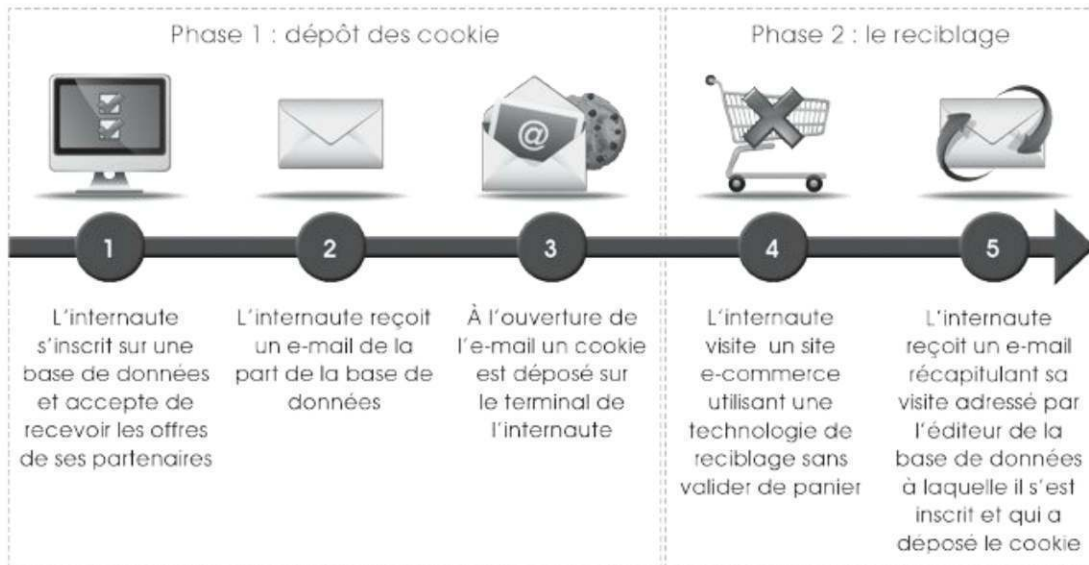 Phase 1 : dépôt des cookie
Phase 2 : le reciblage
@
1
2
3
4
5
L'internaute
s'inscrit sur une
base de données
et accepte de
recevoir les offres
de ses partenaires
L'internaute reçoit
un e-mail de la
part de la base de
données
À l'ouverture de
l'e-mail un cookie
est déposé sur
le terminal de
l'internaute
L'internaute
visite un site
e-commerce
utilisant une
technologie de
reciblage sans
valider de panier
L'internaute
reçoit un e-mail
récapitulant sa
visite adressé par
l'éditeur de la
base de données
à laquelle il s'est
inscrit et qui a
déposé le cookie